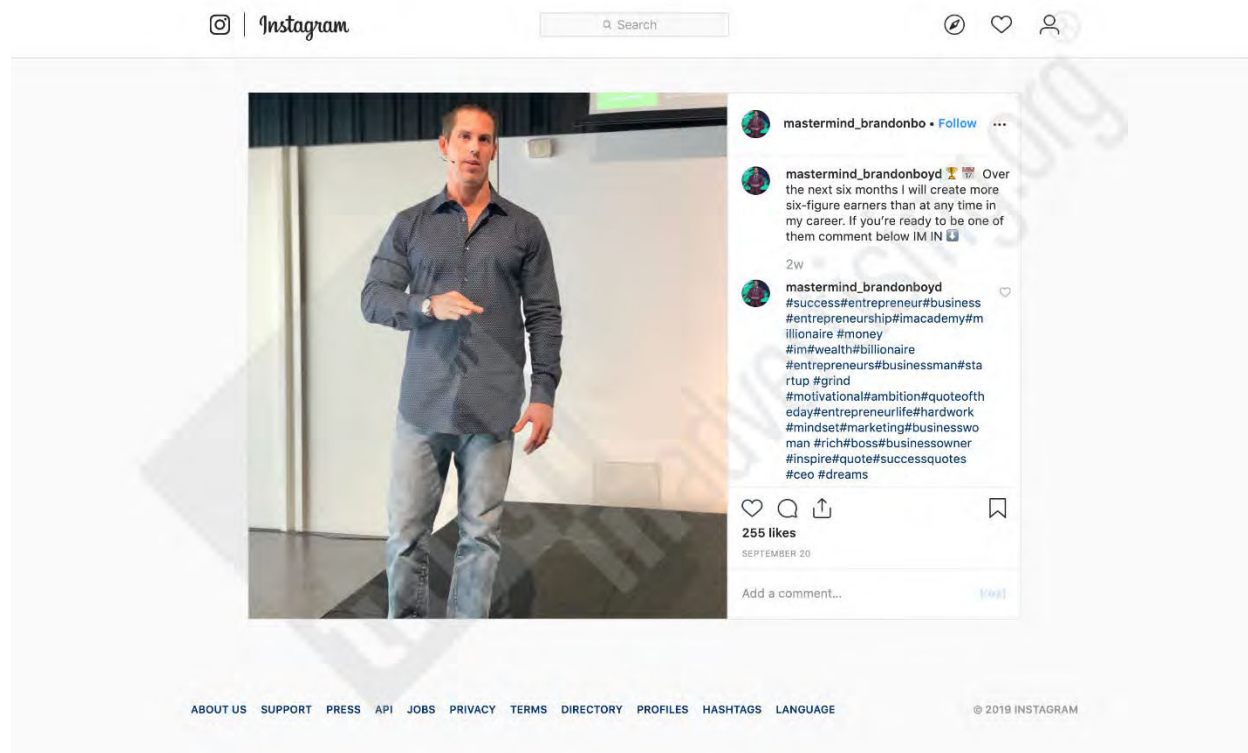 Instagram
Search
mastermind_brandonbo • Follow •••
mastermind_brandonboyd 🏆 📅 Over
the next six months I will create more
six-figure earners than at any time in
my career. If you're ready to be one of
them comment below IM IN ⬇️
2w
mastermind_brandonboyd
#success#entrepreneur#business
#entrepreneurship#imacademy#m
illionaire #money
#im#wealth#billionaire
#entrepreneurs#businessman#sta
rtup #grind
#motivational#ambition#quoteofth
eday#entrepreneurlife#hardwork
#mindset#marketing#businesswo
man #rich#boss#businessowner
#inspire#quote#successquotes
#ceo #dreams
255 likes
SEPTEMBER 20
Add a comment...
ABOUT US SUPPORT PRESS API JOBS PRIVACY TERMS DIRECTORY PROFILES HASHTAGS LANGUAGE
© 2019 INSTAGRAM
truth in advertising.org®